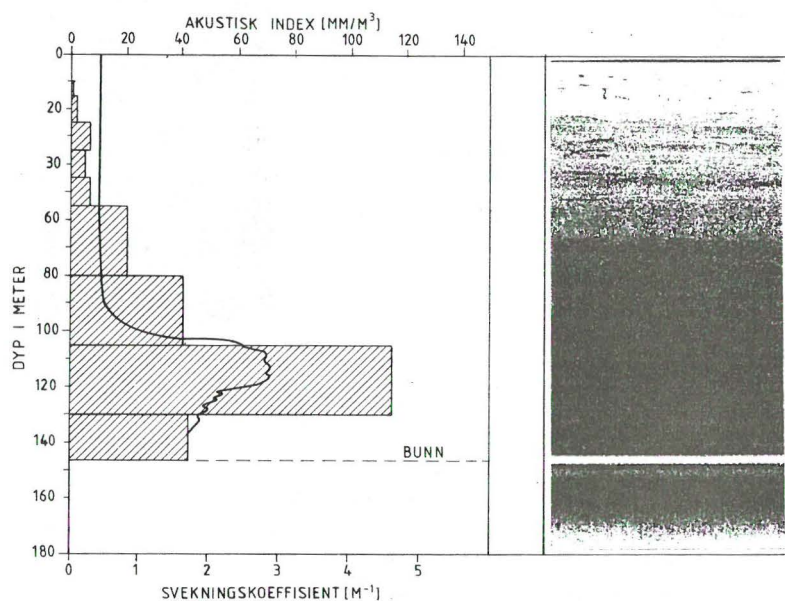 AKUSTISK INDEX [MM/M³]
0 20 40 60 80 100 120 140
0
20
30
40
60
80
100
120
140
160
180
DYP I METER
BUNN
0 1 2 3 4 5
SVEKNINGSKOEFFISIENT [M⁻¹]